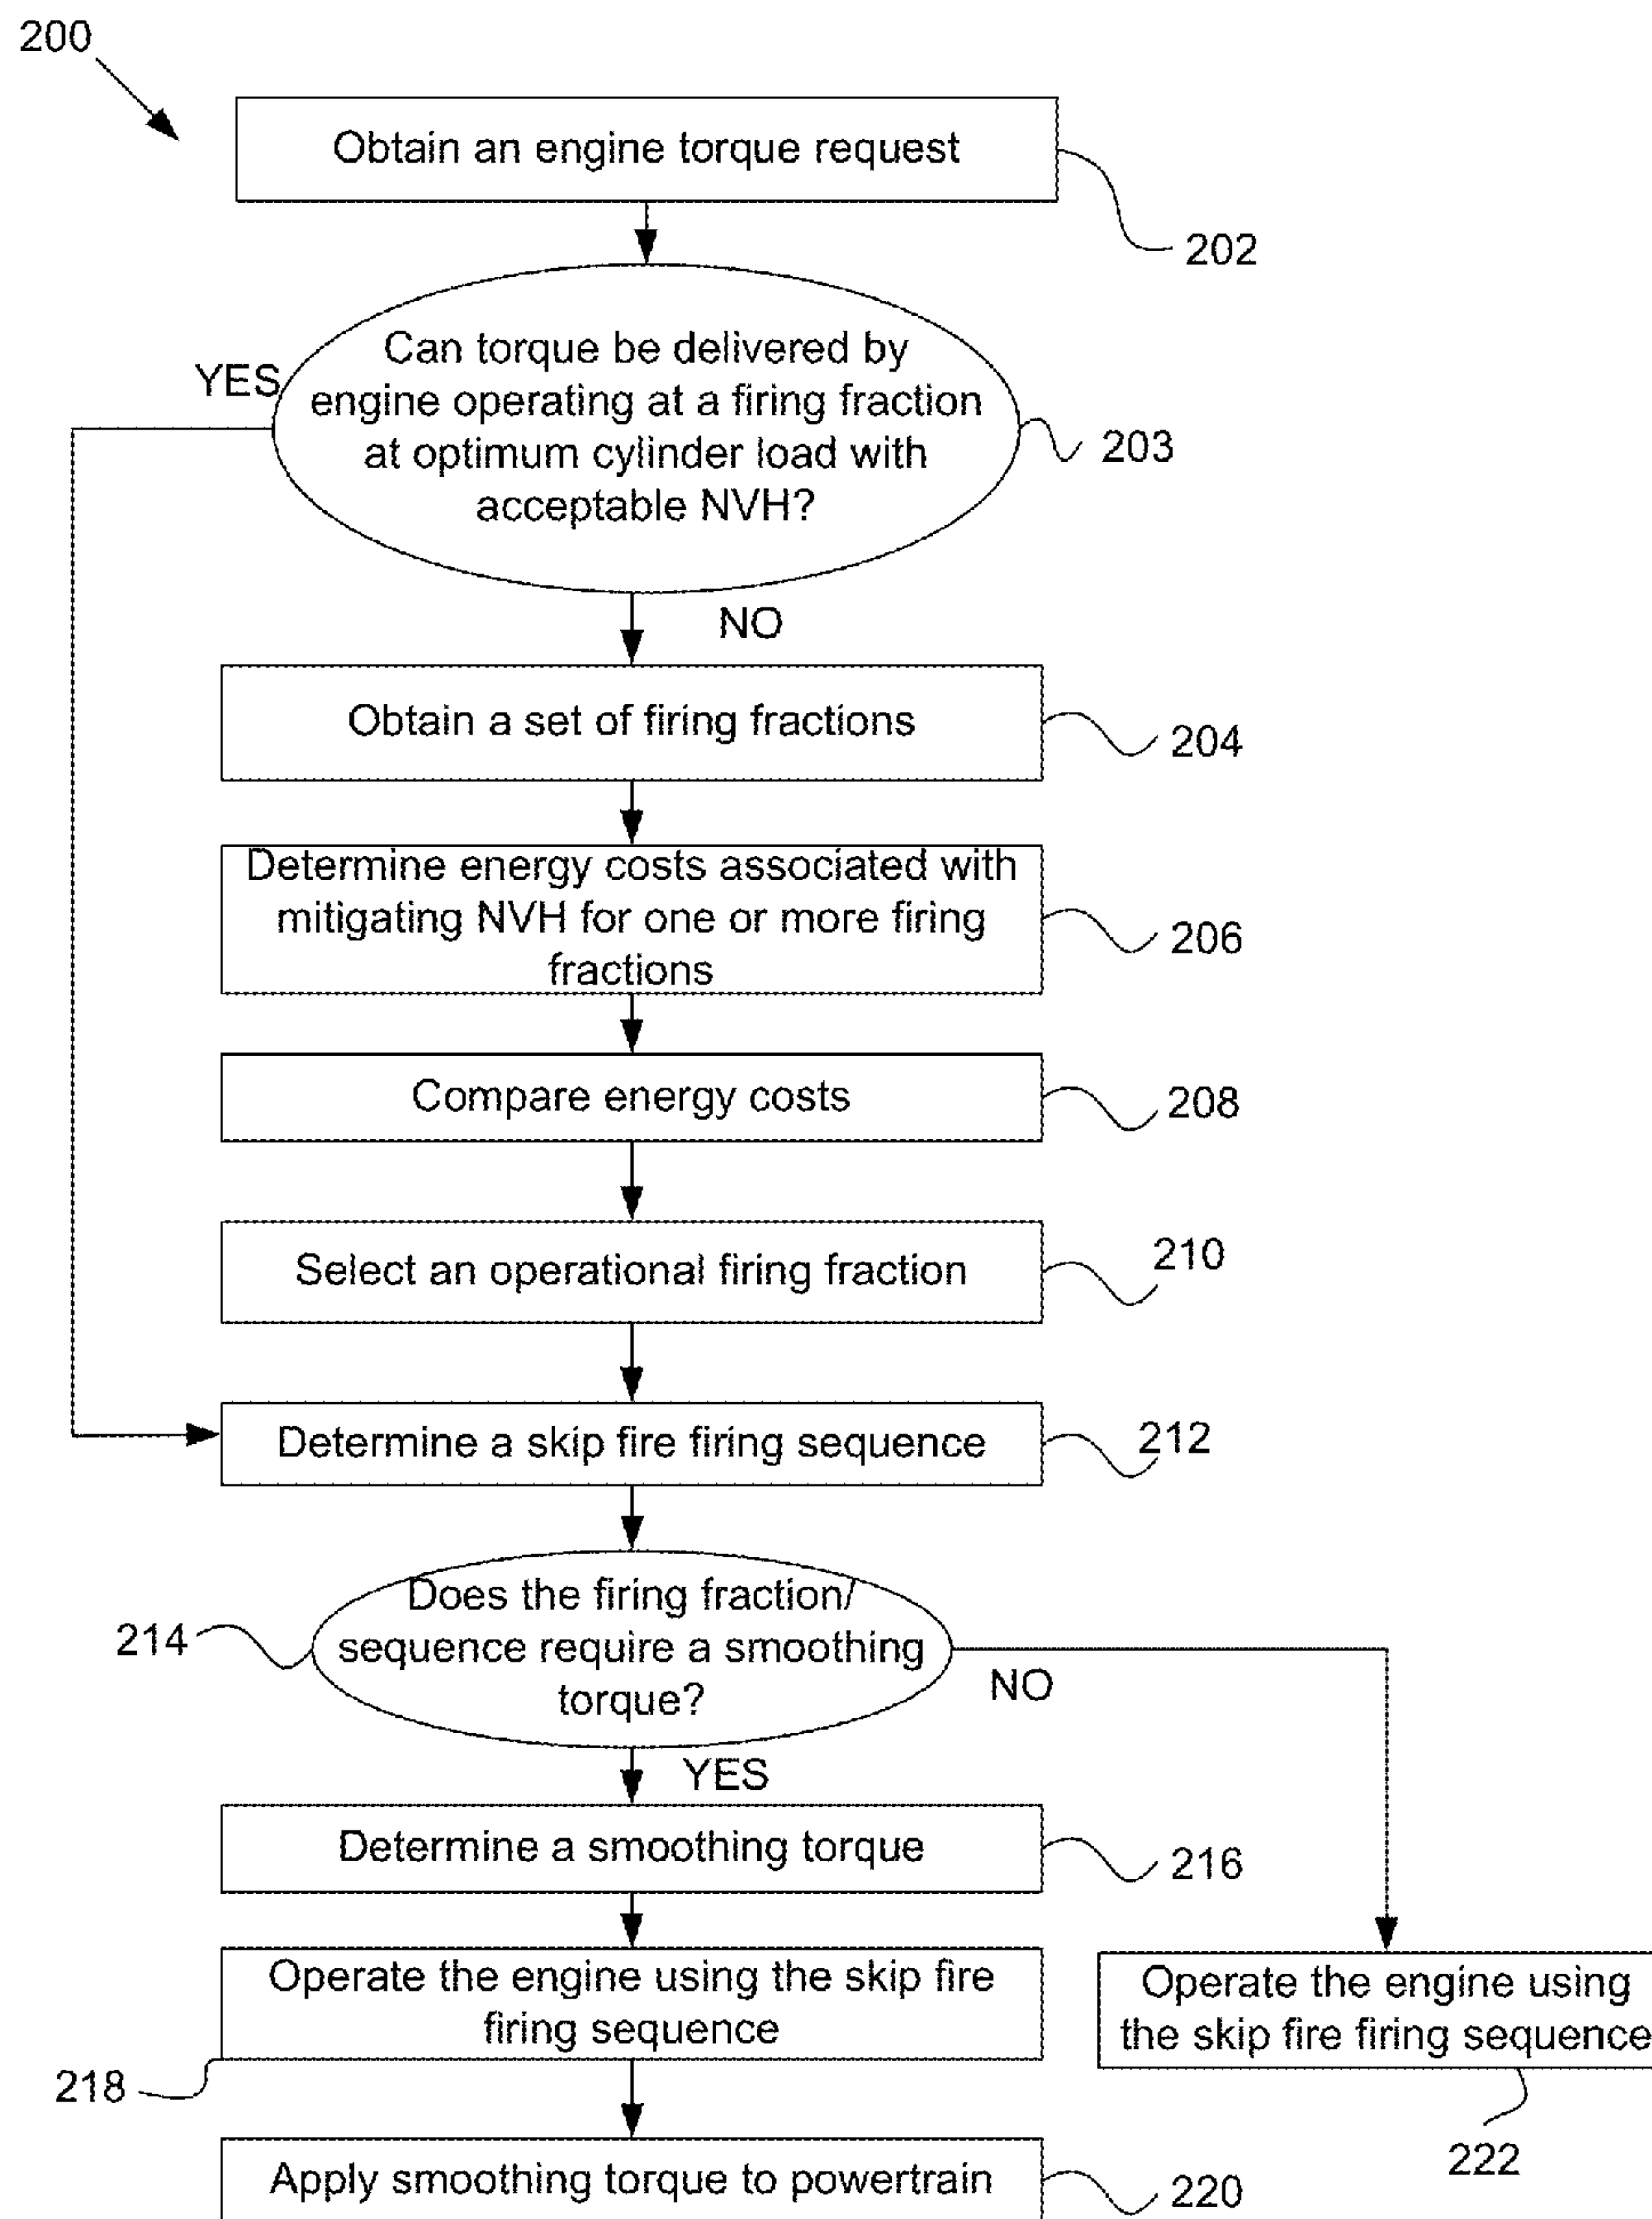 200
Obtain an engine torque request
202
Can torque be delivered by
engine operating at a firing fraction
at optimum cylinder load with
acceptable NVH?
YES
203
NO
Obtain a set of firing fractions
204
Determine energy costs associated with
mitigating NVH for one or more firing
fractions
206
Compare energy costs
208
Select an operational firing fraction
210
Determine a skip fire firing sequence
212
Does the firing fraction/
sequence require a smoothing
torque?
214
NO
YES
Determine a smoothing torque
216
Operate the engine using the skip fire
firing sequence
218
Operate the engine using
the skip fire firing sequence
222
Apply smoothing torque to powertrain
220